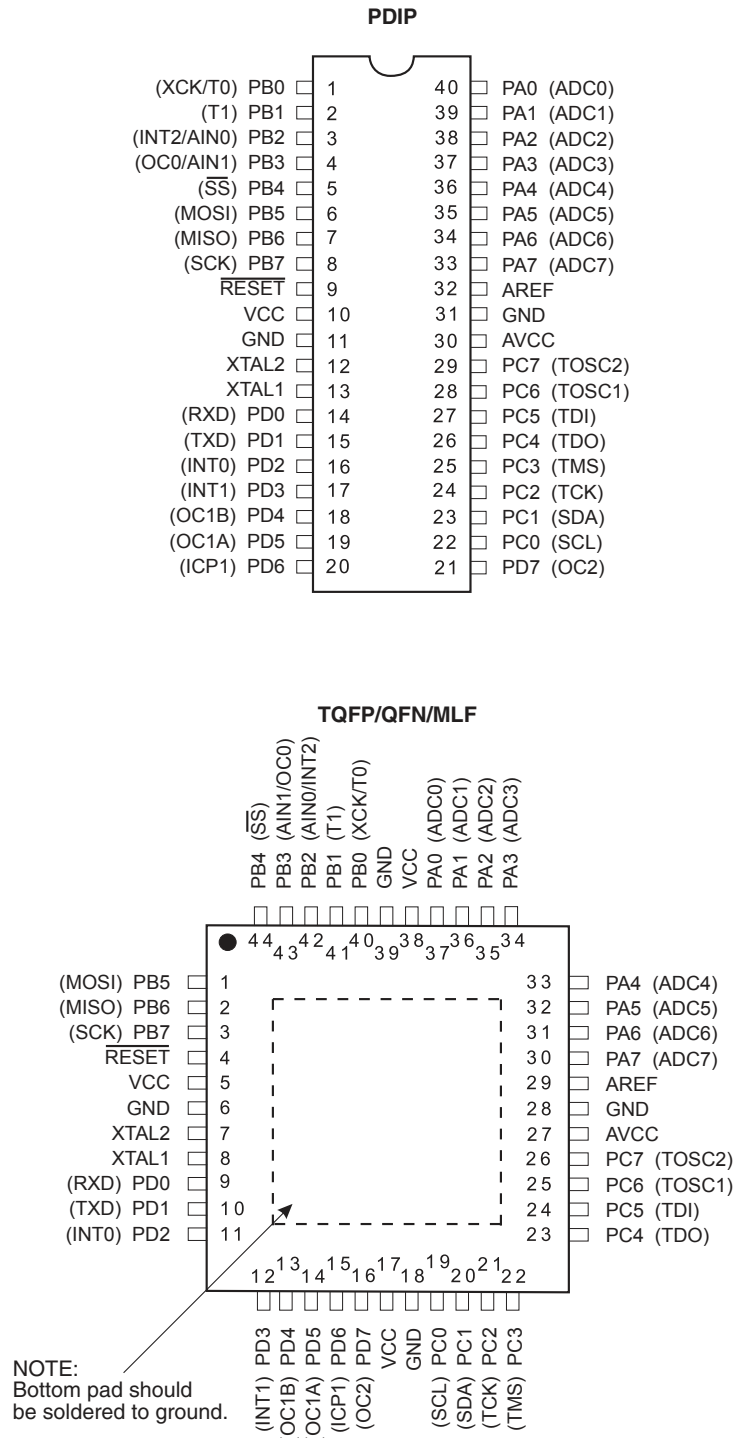 PDIP
(XCK/T0) PB0 1 40 PA0 (ADC0)
(T1) PB1 2 39 PA1 (ADC1)
(INT2/AIN0) PB2 3 38 PA2 (ADC2)
(OC0/AIN1) PB3 4 37 PA3 (ADC3)
(SS) PB4 5 36 PA4 (ADC4)
(MOSI) PB5 6 35 PA5 (ADC5)
(MISO) PB6 7 34 PA6 (ADC6)
(SCK) PB7 8 33 PA7 (ADC7)
RESET 9 32 AREF
VCC 10 31 GND
GND 11 30 AVCC
XTAL2 12 29 PC7 (TOSC2)
XTAL1 13 28 PC6 (TOSC1)
(RXD) PD0 14 27 PC5 (TDI)
(TXD) PD1 15 26 PC4 (TDO)
(INT0) PD2 16 25 PC3 (TMS)
(INT1) PD3 17 24 PC2 (TCK)
(OC1B) PD4 18 23 PC1 (SDA)
(OC1A) PD5 19 22 PC0 (SCL)
(ICP1) PD6 20 21 PD7 (OC2)
TQFP/QFN/MLF
PB4 (SS)
PB3 (AIN1/OC0)
PB2 (AIN0/INT2)
PB1 (T1)
PB0 (XCK/T0)
GND
VCC
PA0 (ADC0)
PA1 (ADC1)
PA2 (ADC2)
PA3 (ADC3)
44 43 42 41 40 39 38 37 36 35 34
(MOSI) PB5 1 33 PA4 (ADC4)
(MISO) PB6 2 32 PA5 (ADC5)
(SCK) PB7 3 31 PA6 (ADC6)
RESET 4 30 PA7 (ADC7)
VCC 5 29 AREF
GND 6 28 GND
XTAL2 7 27 AVCC
XTAL1 8 26 PC7 (TOSC2)
(RXD) PD0 9 25 PC6 (TOSC1)
(TXD) PD1 10 24 PC5 (TDI)
(INT0) PD2 11 23 PC4 (TDO)
12 13 14 15 16 17 18 19 20 21 22
(INT1) PD3
(OC1B) PD4
(OC1A) PD5
(ICP1) PD6
(OC2) PD7
VCC
GND
(SCL) PC0
(SDA) PC1
(TCK) PC2
(TMS) PC3
NOTE:
Bottom pad should
be soldered to ground.